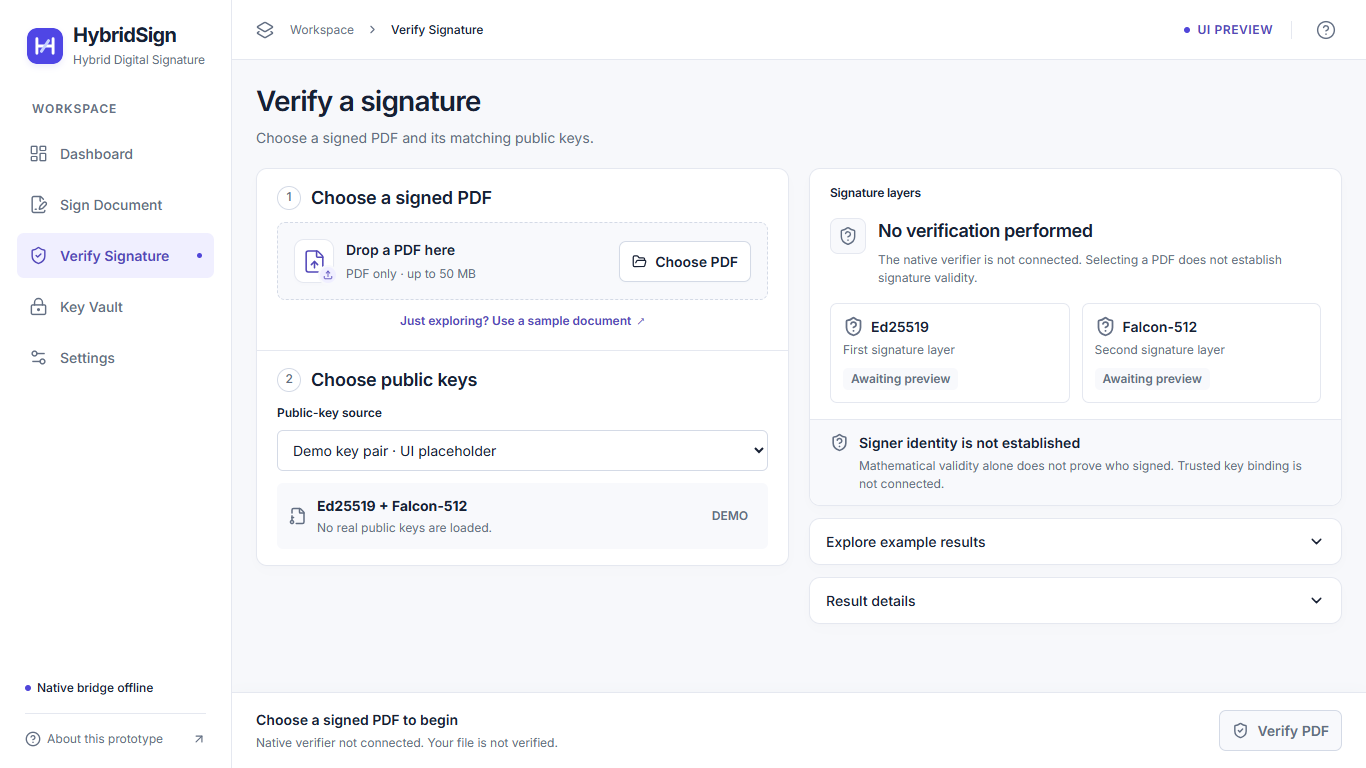 HybridSign
Hybrid Digital Signature
WORKSPACE
Dashboard
Sign Document
Verify Signature
Key Vault
Settings
Native bridge offline
About this prototype
Workspace > Verify Signature
UI PREVIEW
Verify a signature
Choose a signed PDF and its matching public keys.
1 Choose a signed PDF
Drop a PDF here
PDF only · up to 50 MB
Choose PDF
Just exploring? Use a sample document ↗
2 Choose public keys
Public-key source
Demo key pair · UI placeholder
Ed25519 + Falcon-512
No real public keys are loaded.
DEMO
Signature layers
No verification performed
The native verifier is not connected. Selecting a PDF does not establish
signature validity.
Ed25519
First signature layer
Awaiting preview
Falcon-512
Second signature layer
Awaiting preview
Signer identity is not established
Mathematical validity alone does not prove who signed. Trusted key binding is
not connected.
Explore example results
Result details
Choose a signed PDF to begin
Native verifier not connected. Your file is not verified.
Verify PDF